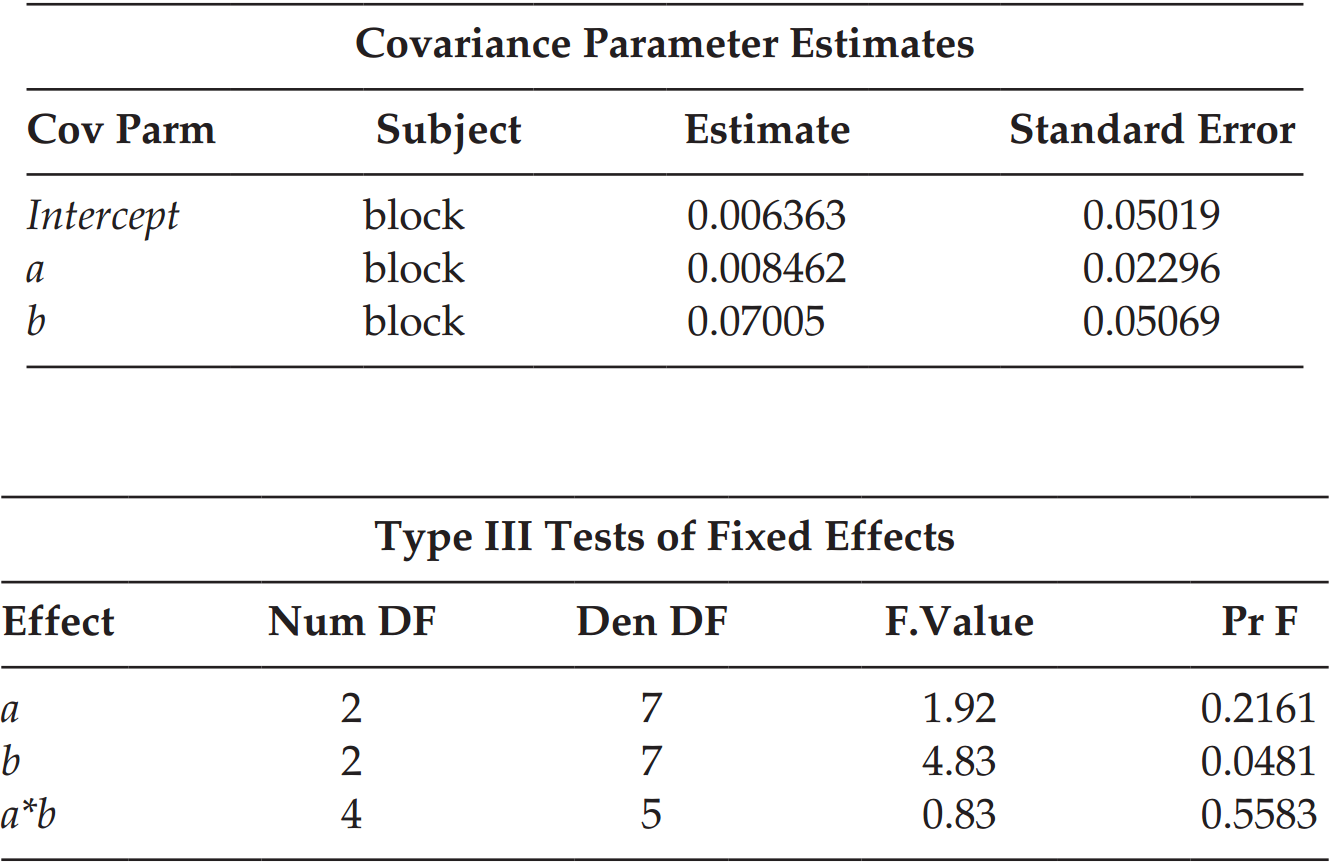 Covariance Parameter Estimates
Cov Parm Subject Estimate Standard Error
Intercept block 0.006363 0.05019
a block 0.008462 0.02296
b block 0.07005 0.05069
Type III Tests of Fixed Effects
Effect Num DF Den DF F.Value Pr F
a 2 7 1.92 0.2161
b 2 7 4.83 0.0481
a*b 4 5 0.83 0.5583